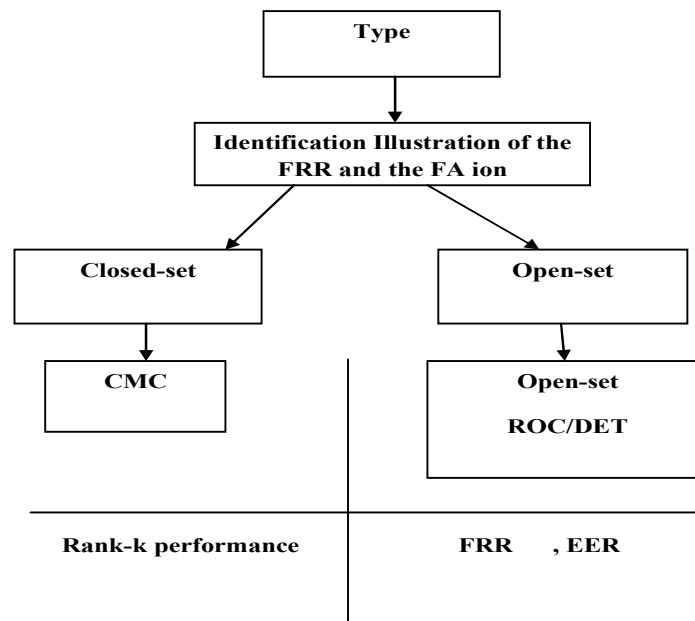 Type
Identification Illustration of the
FRR and the FA ion
Closed-set
Open-set
CMC
Open-set
ROC/DET
Rank-k performance
FRR , EER